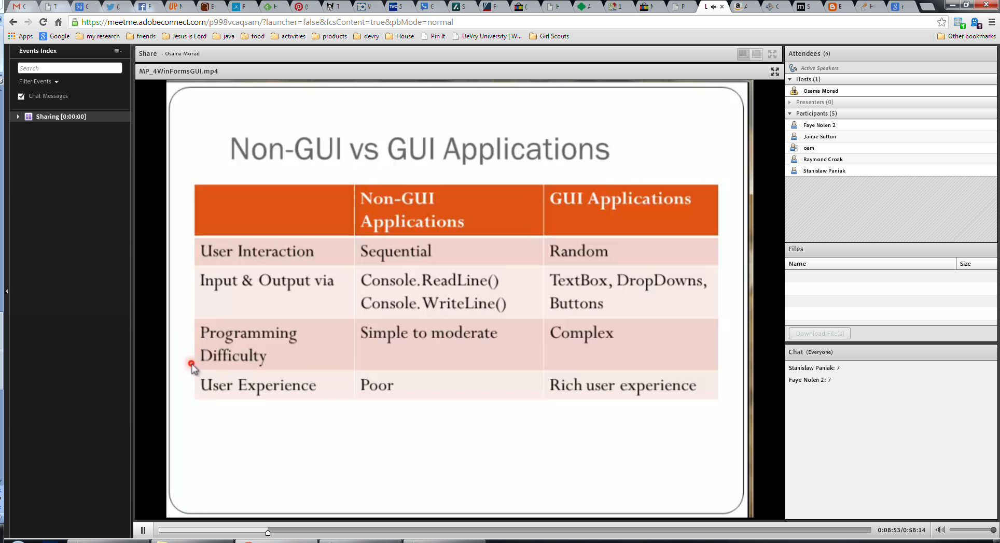 https://meetme.adobeconnect.com/p998vcaqsam/?launcher=false&fcsContent=true&pbMode=normal
Apps Google my research friends Jesus is Lord java food activities products devry House Pin It DeVry University | W... Girl Scouts Other bookmarks
Events Index
Search
Filter Events
Chat Messages
Sharing [0:00:00]
Share - Osama Morad
MP_4WinFormsGUI.mp4
Non-GUI vs GUI Applications
Non-GUI Applications
GUI Applications
User Interaction
Sequential
Random
Input & Output via
Console.ReadLine()
Console.WriteLine()
TextBox, DropDowns,
Buttons
Programming
Difficulty
Simple to moderate
Complex
User Experience
Poor
Rich user experience
0:08:53/0:58:14
Attendees (6)
Active Speakers
Hosts (1)
Osama Morad
Presenters (0)
Participants (5)
Faye Nolen 2
Jaime Sutton
oam
Raymond Croak
Stanislaw Paniak
Files
Name Size
Download File(s)
Chat (Everyone)
Stanislaw Paniak: 7
Faye Nolen 2: 7